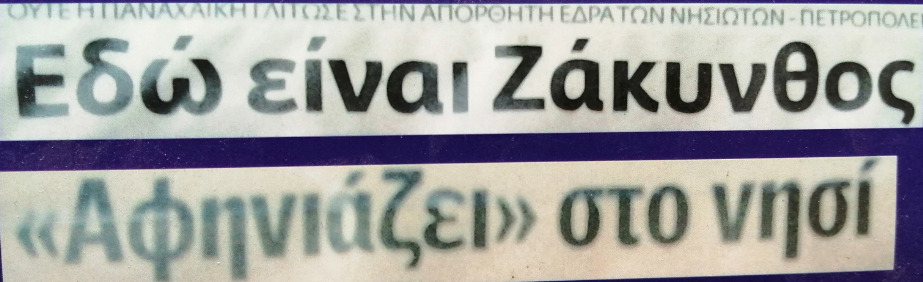 ΟΥΤΕ Η ΠΑΝΑΧΑΪΚΗ ΓΛΙΤΩΣΕ ΣΤΗΝ ΑΠΟΡΘΗΤΗ ΕΔΡΑ ΤΩΝ ΝΗΣΙΩΤΩΝ - ΠΕΤΡΟΠΟΛΕ
Εδώ είναι Ζάκυνθος
«Αφηνιάζει» στο νησί